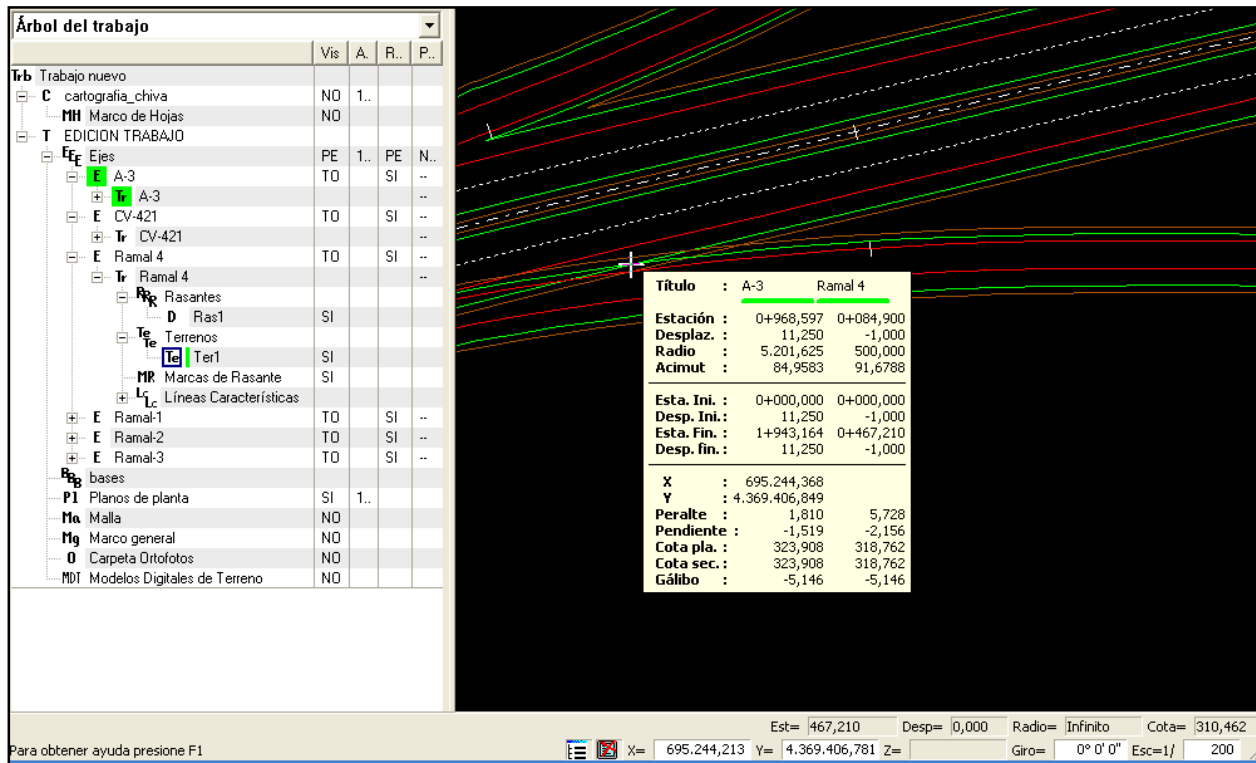 Árbol del trabajo
Vis A. R.. P..
Trb Trabajo nuevo
C cartografia_chiva NO 1..
MH Marco de Hojas NO
T EDICION TRABAJO
EEE Ejes PE 1.. PE N..
E A-3 TO SI --
Tr A-3 --
E CV-421 TO SI --
Tr CV-421 --
E Ramal 4 TO SI --
Tr Ramal 4 --
RRR Rasantes
D Ras1 SI
TeTe Terrenos
Te Ter1 SI
MR Marcas de Rasante SI
LcLc Líneas Características
E Ramal-1 TO SI --
E Ramal-2 TO SI --
E Ramal-3 TO SI --
BBB bases
Pl Planos de planta SI 1..
Ma Malla NO
Mg Marco general NO
O Carpeta Ortofotos NO
MDT Modelos Digitales de Terreno NO
Título : A-3 Ramal 4
Estación : 0+968,597 0+084,900
Desplaz. : 11,250 -1,000
Radio : 5.201,625 500,000
Acimut : 84,9583 91,6788
Esta. Ini. : 0+000,000 0+000,000
Desp. Ini.: 11,250 -1,000
Esta. Fin. : 1+943,164 0+467,210
Desp. fin. : 11,250 -1,000
X : 695.244,368
Y : 4.369.406,849
Peralte : 1,810 5,728
Pendiente : -1,519 -2,156
Cota pla. : 323,908 318,762
Cota sec. : 323,908 318,762
Gálibo : -5,146 -5,146
Est= 467,210 Desp= 0,000 Radio= Infinito Cota= 310,462
Para obtener ayuda presione F1 X= 695.244,213 Y= 4.369.406,781 Z= Giro= 0° 0' 0" Esc=1/ 200